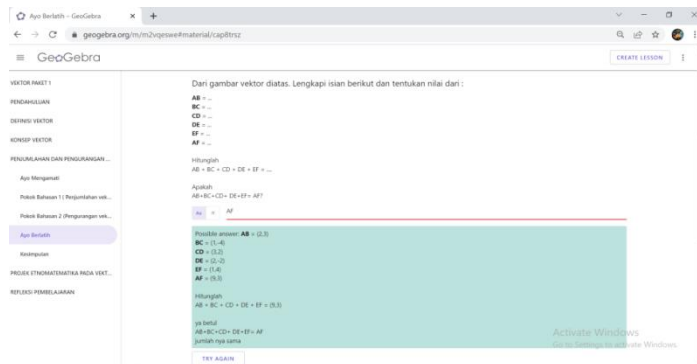 Ayo Berlatih – GeoGebra
geogebra.org/m/m2vqeswe#material/cap8trsz
GeoGebra
CREATE LESSON
VEKTOR PAKET 1
PENDAHULUAN
DEFINISI VEKTOR
KONSEP VEKTOR
PENJUMLAHAN DAN PENGURANGAN ...
Ayo Mengamati
Pokok Bahasan 1 ( Penjumlahan vek...
Pokok Bahasan 2 (Pengurangan vek...
Ayo Berlatih
Kesimpulan
PROJEK ETNOMATEMATIKA PADA VEKT...
REFLEKSI PEMBELAJARAN
Dari gambar vektor diatas. Lengkapi isian berikut dan tentukan nilai dari :
AB = ...
BC = ...
CD = ...
DE = ...
EF = ...
AF = ...
Hitunglah
AB + BC + CD + DE + EF = ....
Apakah
AB+BC+CD+ DE+EF= AF?
AF
Possible answer: AB = (2,3)
BC = (1,-4)
CD = (3,2)
DE = (2,-2)
EF = (1,4)
AF = (9,3)
Hitunglah
AB + BC + CD + DE + EF = (9,3)
ya betul
AB+BC+CD+ DE+EF= AF
jumlah nya sama
TRY AGAIN
Activate Windows
Go to Settings to activate Windows.